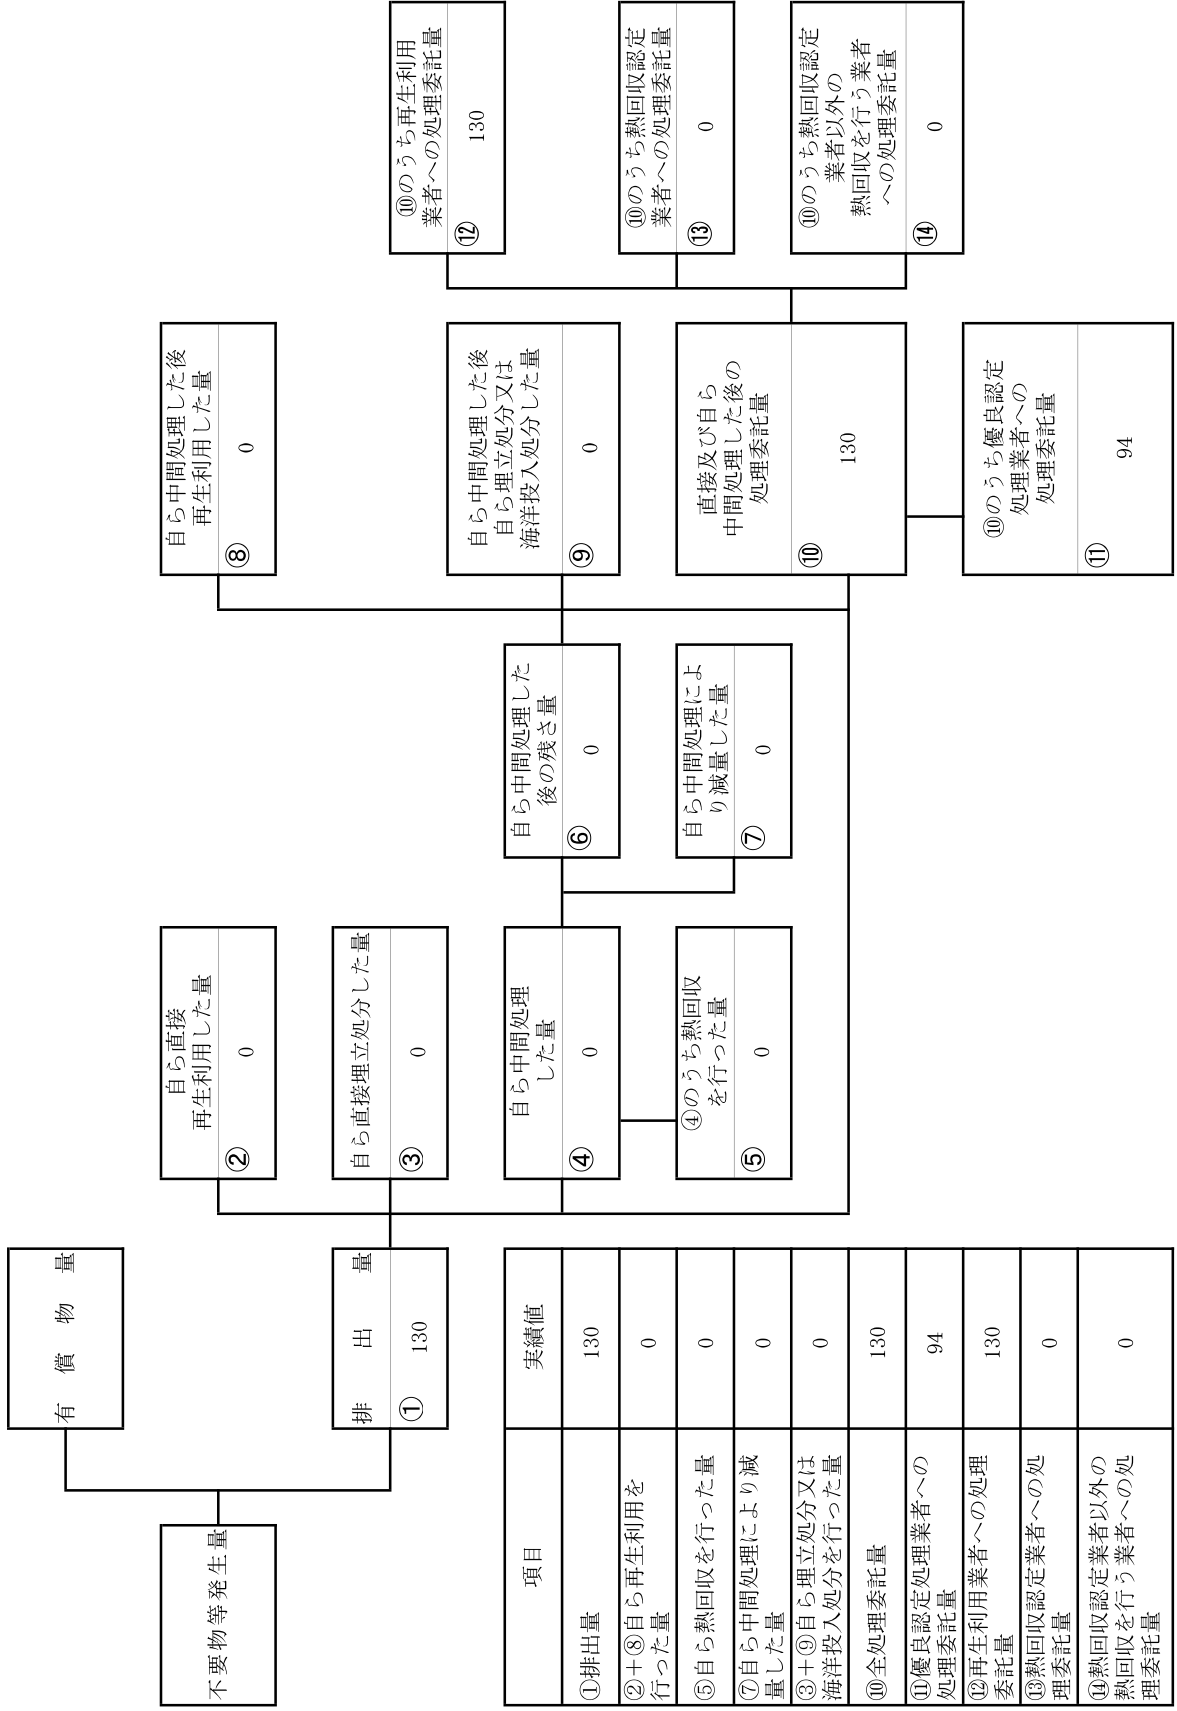 不要物等発生量
有償物量
排出量
①
130
自ら直接
再生利用した量
②
0
自ら直接埋立処分した量
③
0
自ら中間処理
した量
④
0
④のうち熱回収
を行った量
⑤
0
自ら中間処理した
後の残さ量
⑥
0
自ら中間処理によ
り減量した量
⑦
0
自ら中間処理した後
再生利用した量
⑧
0
自ら中間処理した後
自ら埋立処分又は
海洋投入処分した量
⑨
0
直接及び自ら
中間処理した後の
処理委託量
⑩
130
⑩のうち優良認定
処理業者への
処理委託量
⑪
94
⑩のうち再生利用
業者への処理委託量
⑫
130
⑩のうち熱回収認定
業者への処理委託量
⑬
0
⑩のうち熱回収認定
業者以外の
熱回収を行う業者
への処理委託量
⑭
0
項目
実績値
①排出量
130
②+⑧自ら再生利用を
行った量
0
⑤自ら熱回収を行った量
0
⑦自ら中間処理により減
量した量
0
③+⑨自ら埋立処分又は
海洋投入処分を行った量
0
⑩全処理委託量
130
⑪優良認定処理業者への
処理委託量
94
⑫再生利用業者への処理
委託量
130
⑬熱回収認定業者への処
理委託量
0
⑭熱回収認定業者以外の
熱回収を行う業者への処
理委託量
0